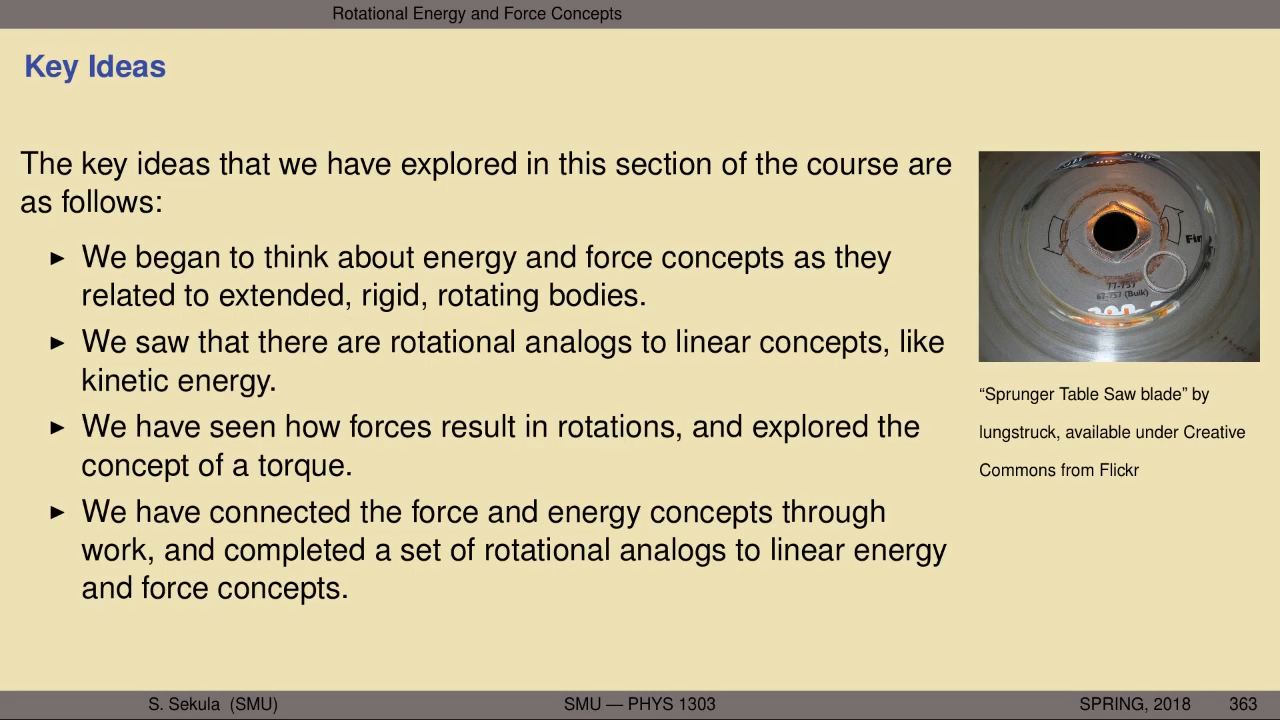 Rotational Energy and Force Concepts
Key Ideas
The key ideas that we have explored in this section of the course are
as follows:
▶ We began to think about energy and force concepts as they
related to extended, rigid, rotating bodies.
▶ We saw that there are rotational analogs to linear concepts, like
kinetic energy.
▶ We have seen how forces result in rotations, and explored the
concept of a torque.
▶ We have connected the force and energy concepts through
work, and completed a set of rotational analogs to linear energy
and force concepts.
77-757
“Sprunger Table Saw blade” by
lungstruck, available under Creative
Commons from Flickr
S. Sekula (SMU) SMU — PHYS 1303 SPRING, 2018 363